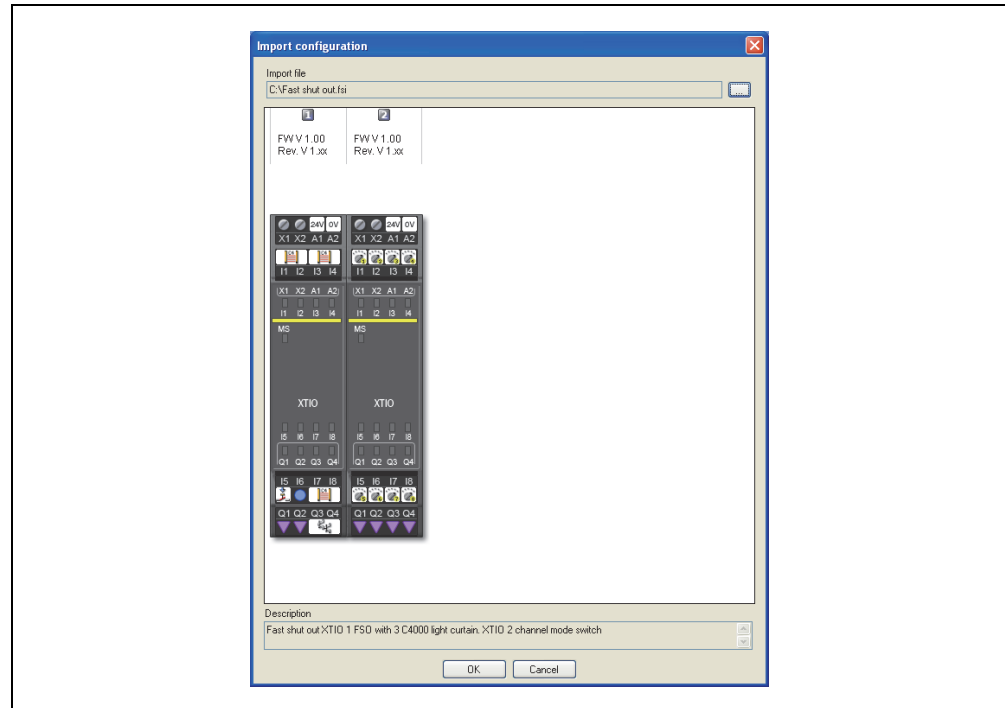 Import configuration
Import file
C:\Fast shut out.fsi
...
1 2
FW V 1.00 FW V 1.00
Rev. V 1.xx Rev. V 1.xx
24V 0V 24V 0V
X1 X2 A1 A2 X1 X2 A1 A2
I1 I2 I3 I4 I1 I2 I3 I4
X1 X2 A1 A2 X1 X2 A1 A2
I1 I2 I3 I4 I1 I2 I3 I4
MS MS
XTIO XTIO
I5 I6 I7 I8 I5 I6 I7 I8
Q1 Q2 Q3 Q4 Q1 Q2 Q3 Q4
I5 I6 I7 I8 I5 I6 I7 I8
Q1 Q2 Q3 Q4 Q1 Q2 Q3 Q4
Description
Fast shut out XTIO 1 FSO with 3 C4000 light curtain. XTIO 2 channel mode switch
OK Cancel